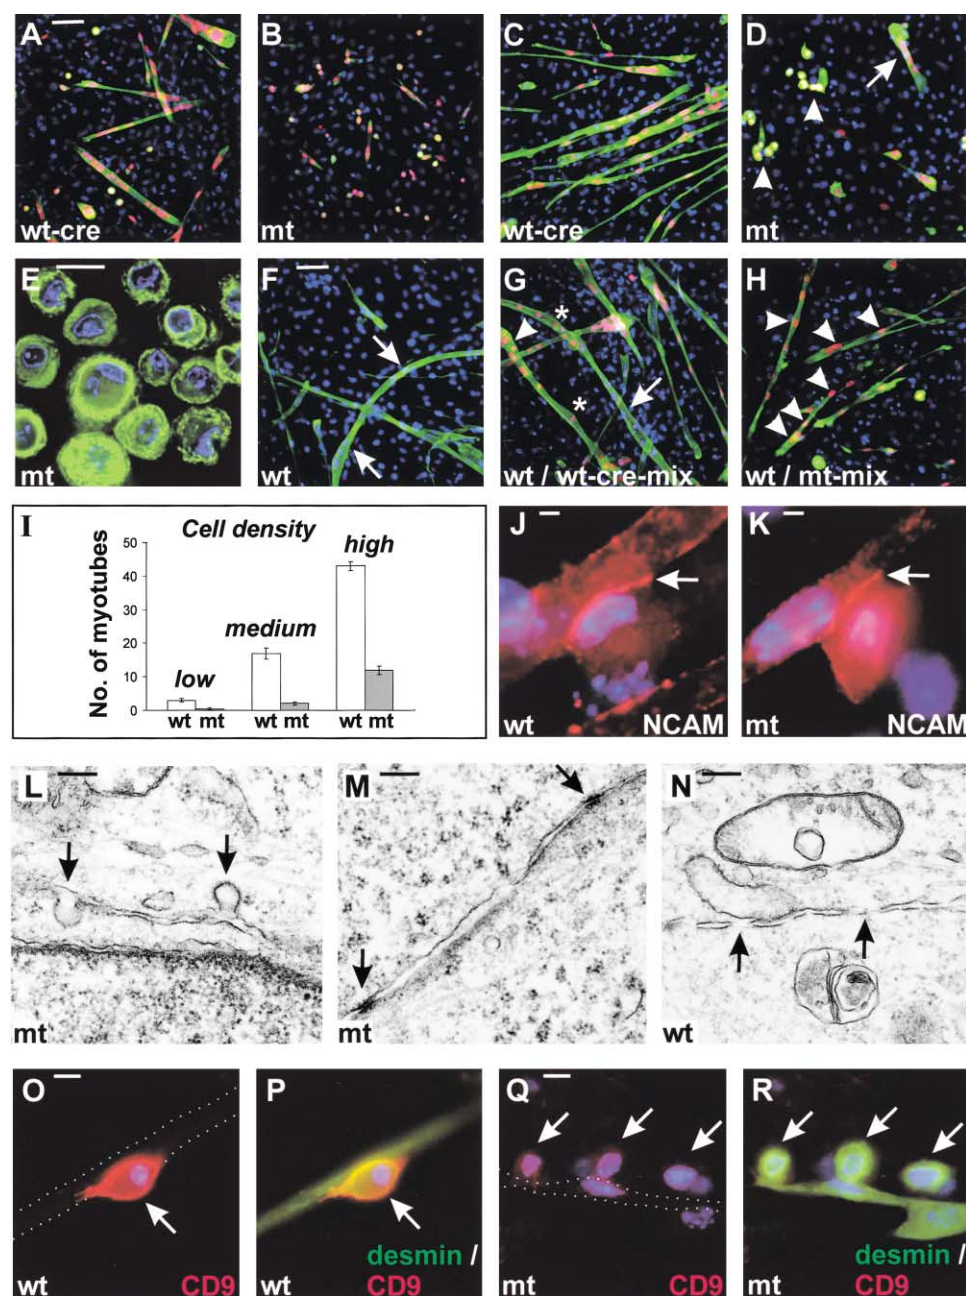 A
wt-cre
B
mt
C
wt-cre
D
mt
E
mt
F
wt
G
*
*
wt / wt-cre-mix
H
wt / mt-mix
I
Cell density
No. of myotubes
50
40
30
20
10
0
low
medium
high
wt mt
wt mt
wt mt
J
wt NCAM
K
mt NCAM
L
mt
M
mt
N
wt
O
wt CD9
P
desmin /
wt CD9
Q
mt CD9
R
desmin /
mt CD9